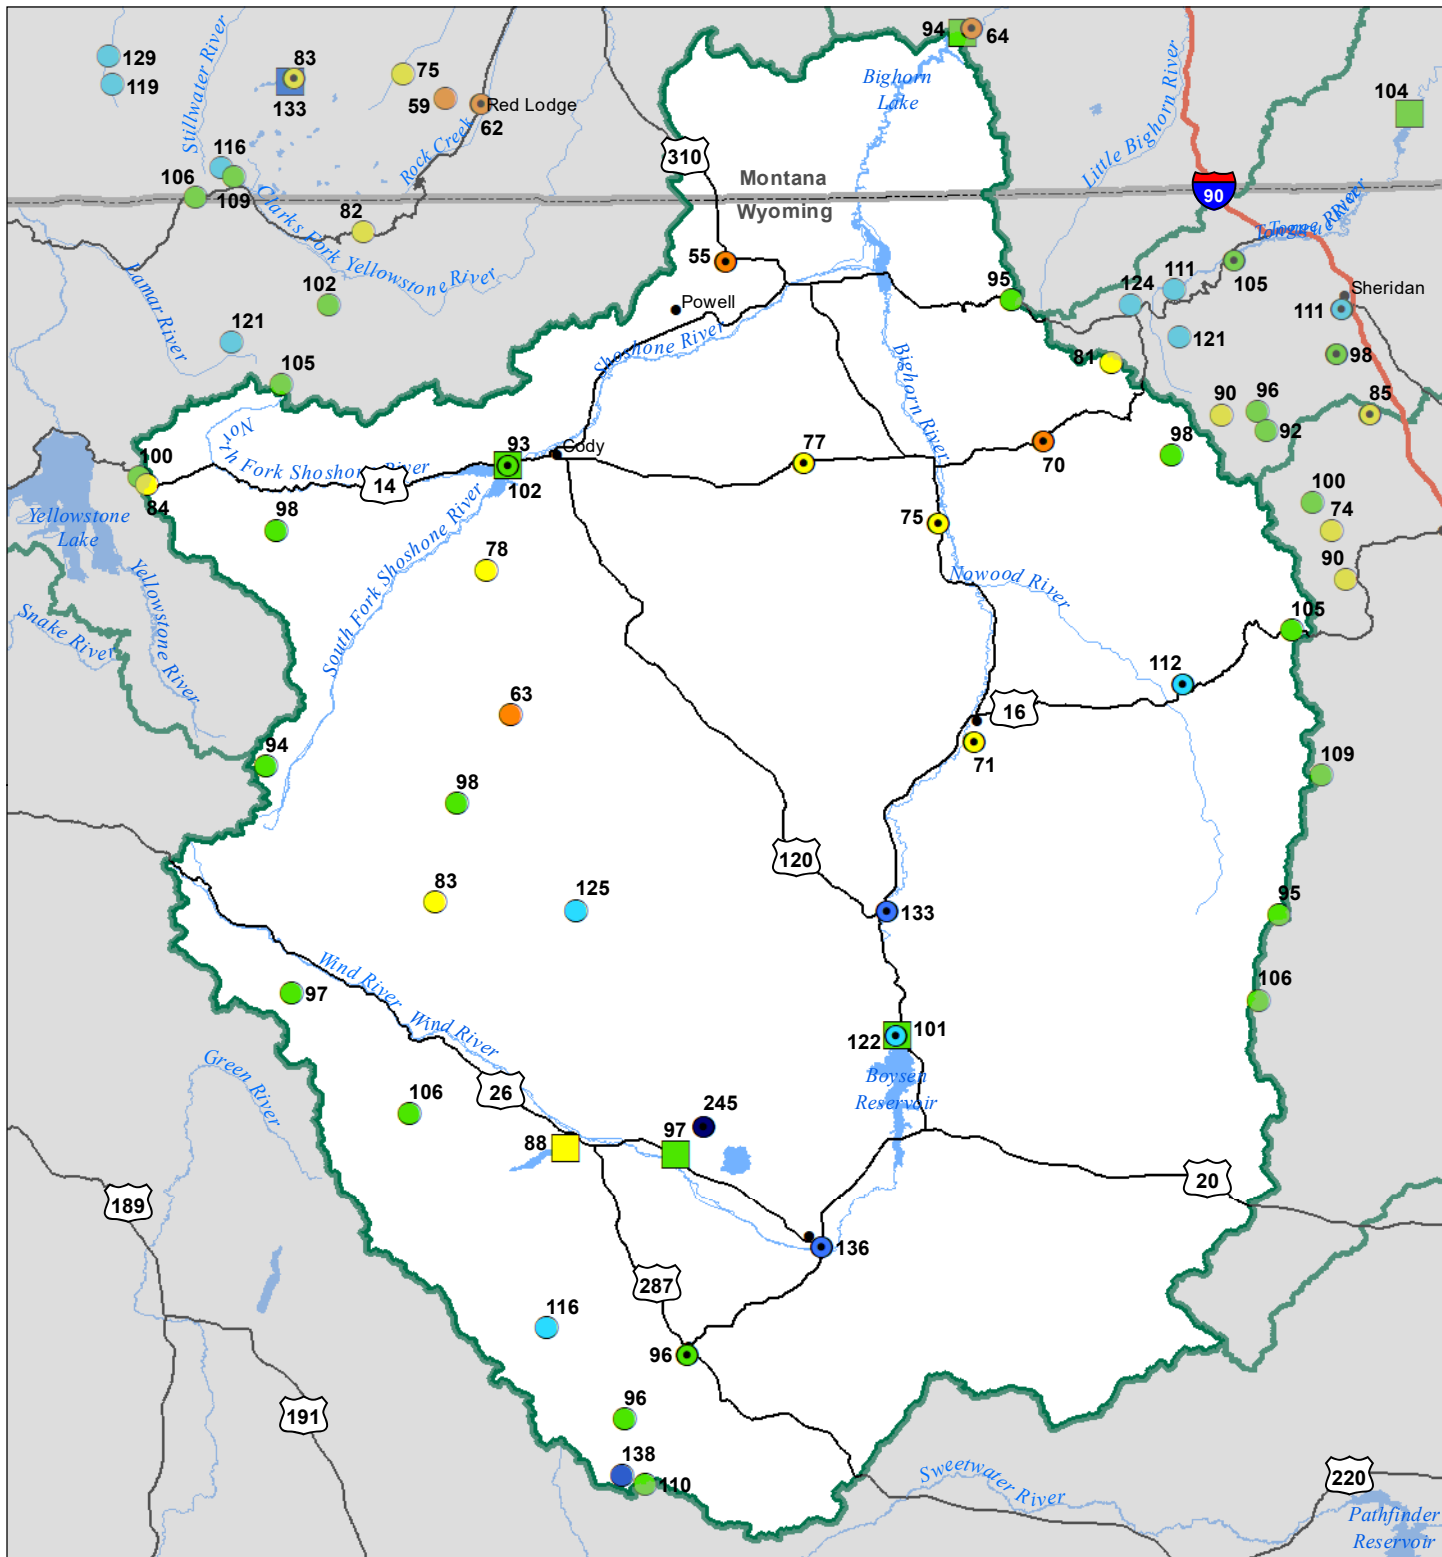 94
64
129
119
83
133
75
59
62
Red Lodge
Stillwater River
Rock Creek
Bighorn
Lake
Little Bighorn River
104
116
106
109
310
Montana
Wyoming
90
Clarks Fork Yellowstone River
82
55
Powell
95
124
111
105
Sheridan
111
Tongue River
Lamar River
102
121
105
Shoshone River
Bighorn River
81
121
98
90
96
92
85
98
North Fork Shoshone River
93
Cody
102
14
77
70
100
84
Yellowstone
Lake
98
South Fork Shoshone River
78
75
100
74
90
Nowood River
Yellowstone River
Snake River
105
112
63
16
71
94
98
109
120
83
125
133
95
Wind River
97
106
Wind River
101
122
Boysen
Reservoir
Green River
26
106
245
97
88
20
189
136
287
116
96
191
96
138
110
Sweetwater River
220
Pathfinder
Reservoir